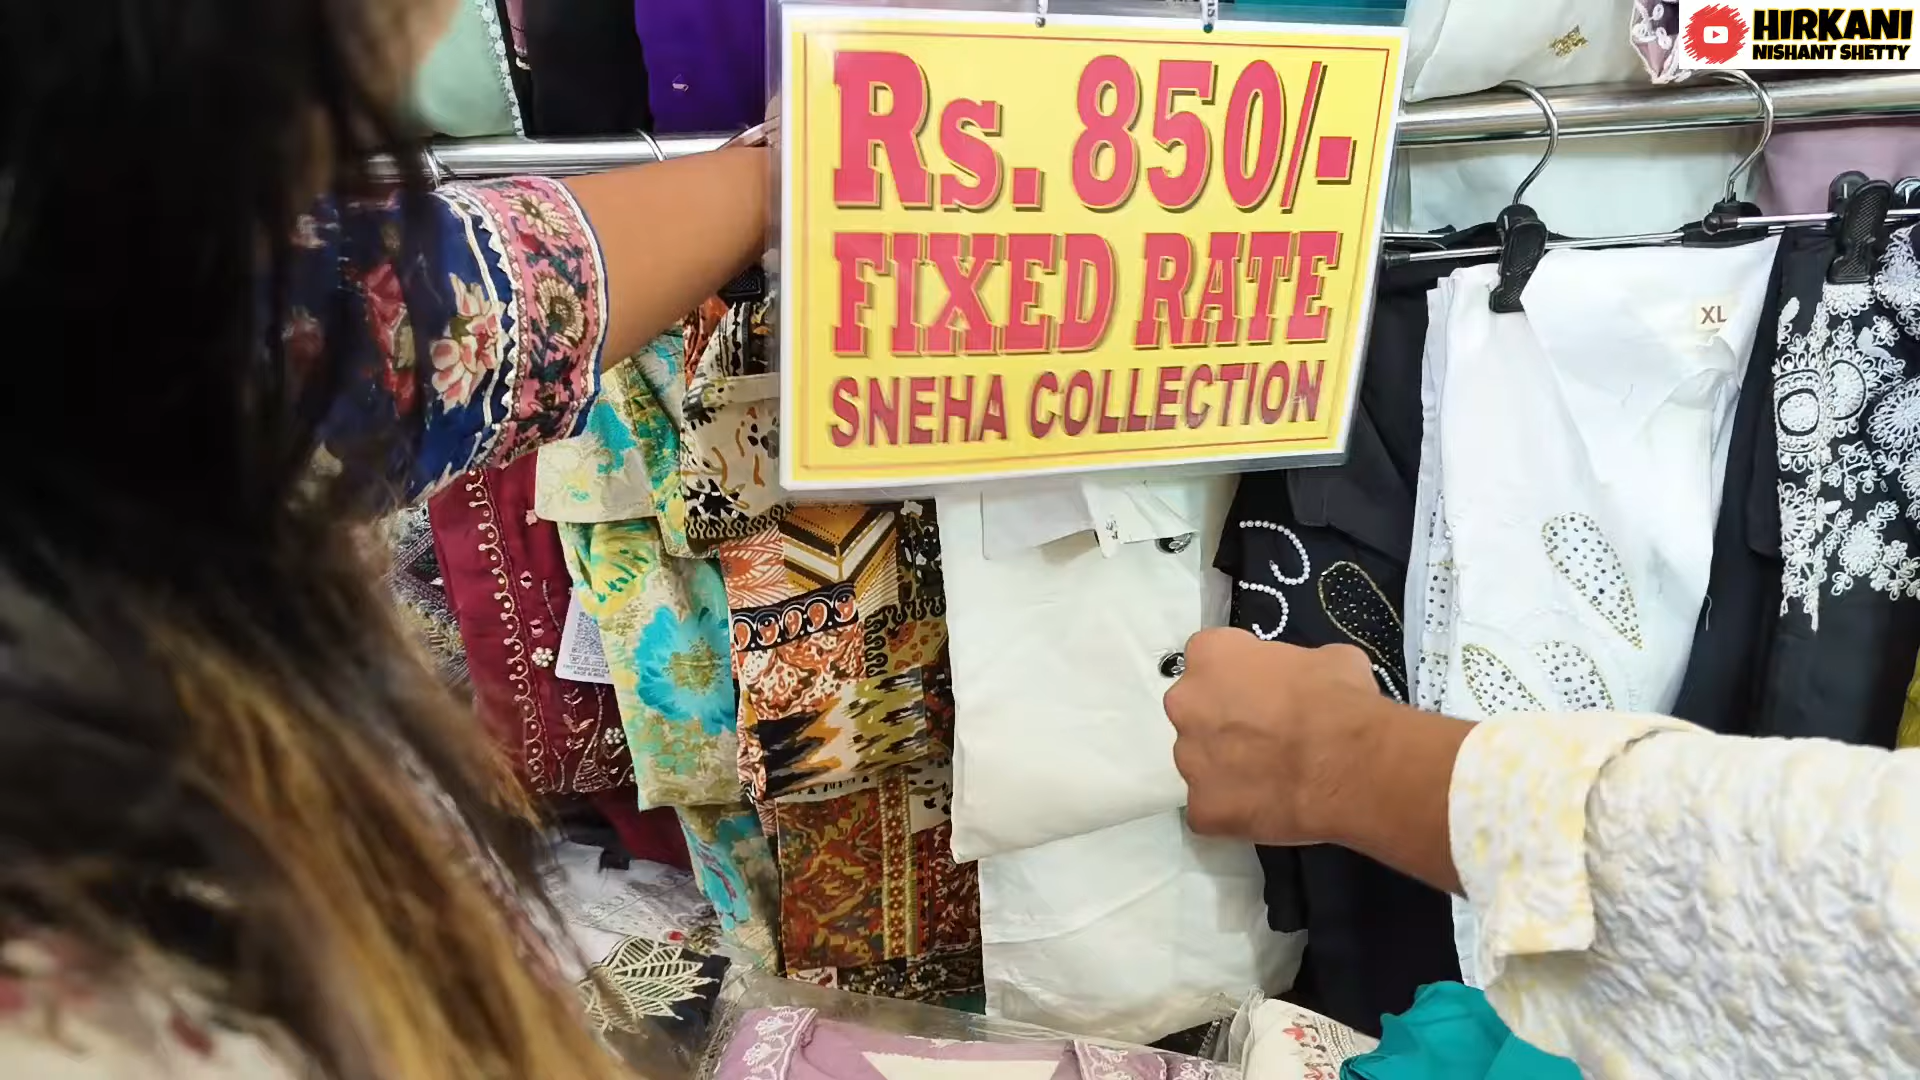 HIRKANI
NISHANT SHETTY
Rs. 850/-
FIXED RATE
SNEHA COLLECTION
XL